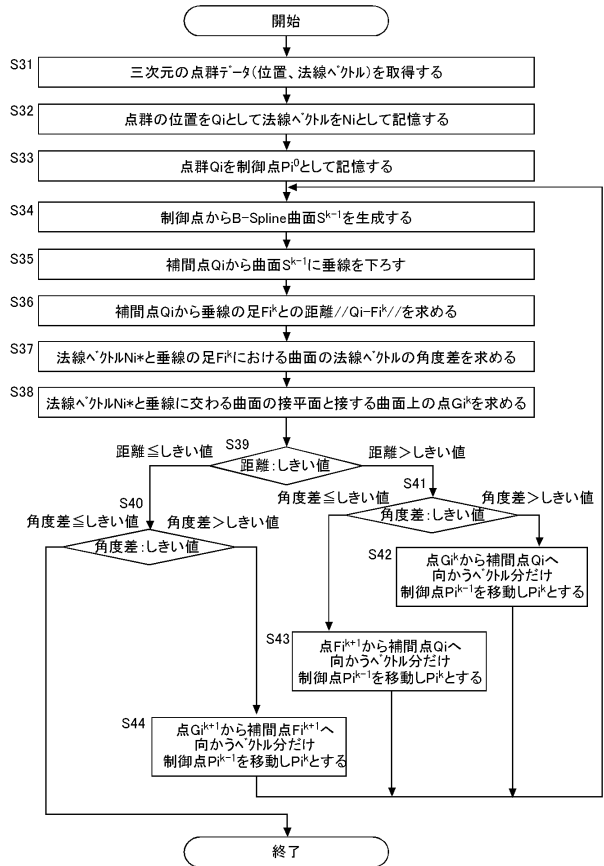 開始
S31
三次元の点群データ(位置、法線ベクトル)を取得する
S32
点群の位置をQiとして法線ベクトルをNiとして記憶する
S33
点群Qiを制御点Pi⁰として記憶する
S34
制御点からB-Spline曲面Sᵏ⁻¹を生成する
S35
補間点Qiから曲面Sᵏ⁻¹に垂線を下ろす
S36
補間点Qiから垂線の足Fiᵏとの距離//Qi-Fiᵏ//を求める
S37
法線ベクトルNi*と垂線の足Fiᵏにおける曲面の法線ベクトルの角度差を求める
S38
法線ベクトルNi*と垂線に交わる曲面の接平面と接する曲面上の点Giᵏを求める
S39
距離≦しきい値
距離>しきい値
距離:しきい値
S40
S41
角度差≦しきい値
角度差>しきい値
角度差:しきい値
角度差≦しきい値
角度差>しきい値
角度差:しきい値
S42
点Giᵏから補間点Qiへ
向かうベクトル分だけ
制御点Piᵏ⁻¹を移動しPiᵏとする
S43
点Fiᵏ⁺¹から補間点Qiへ
向かうベクトル分だけ
制御点Piᵏ⁻¹を移動しPiᵏとする
S44
点Giᵏ⁺¹から補間点Fiᵏ⁺¹へ
向かうベクトル分だけ
制御点Piᵏ⁻¹を移動しPiᵏとする
終了